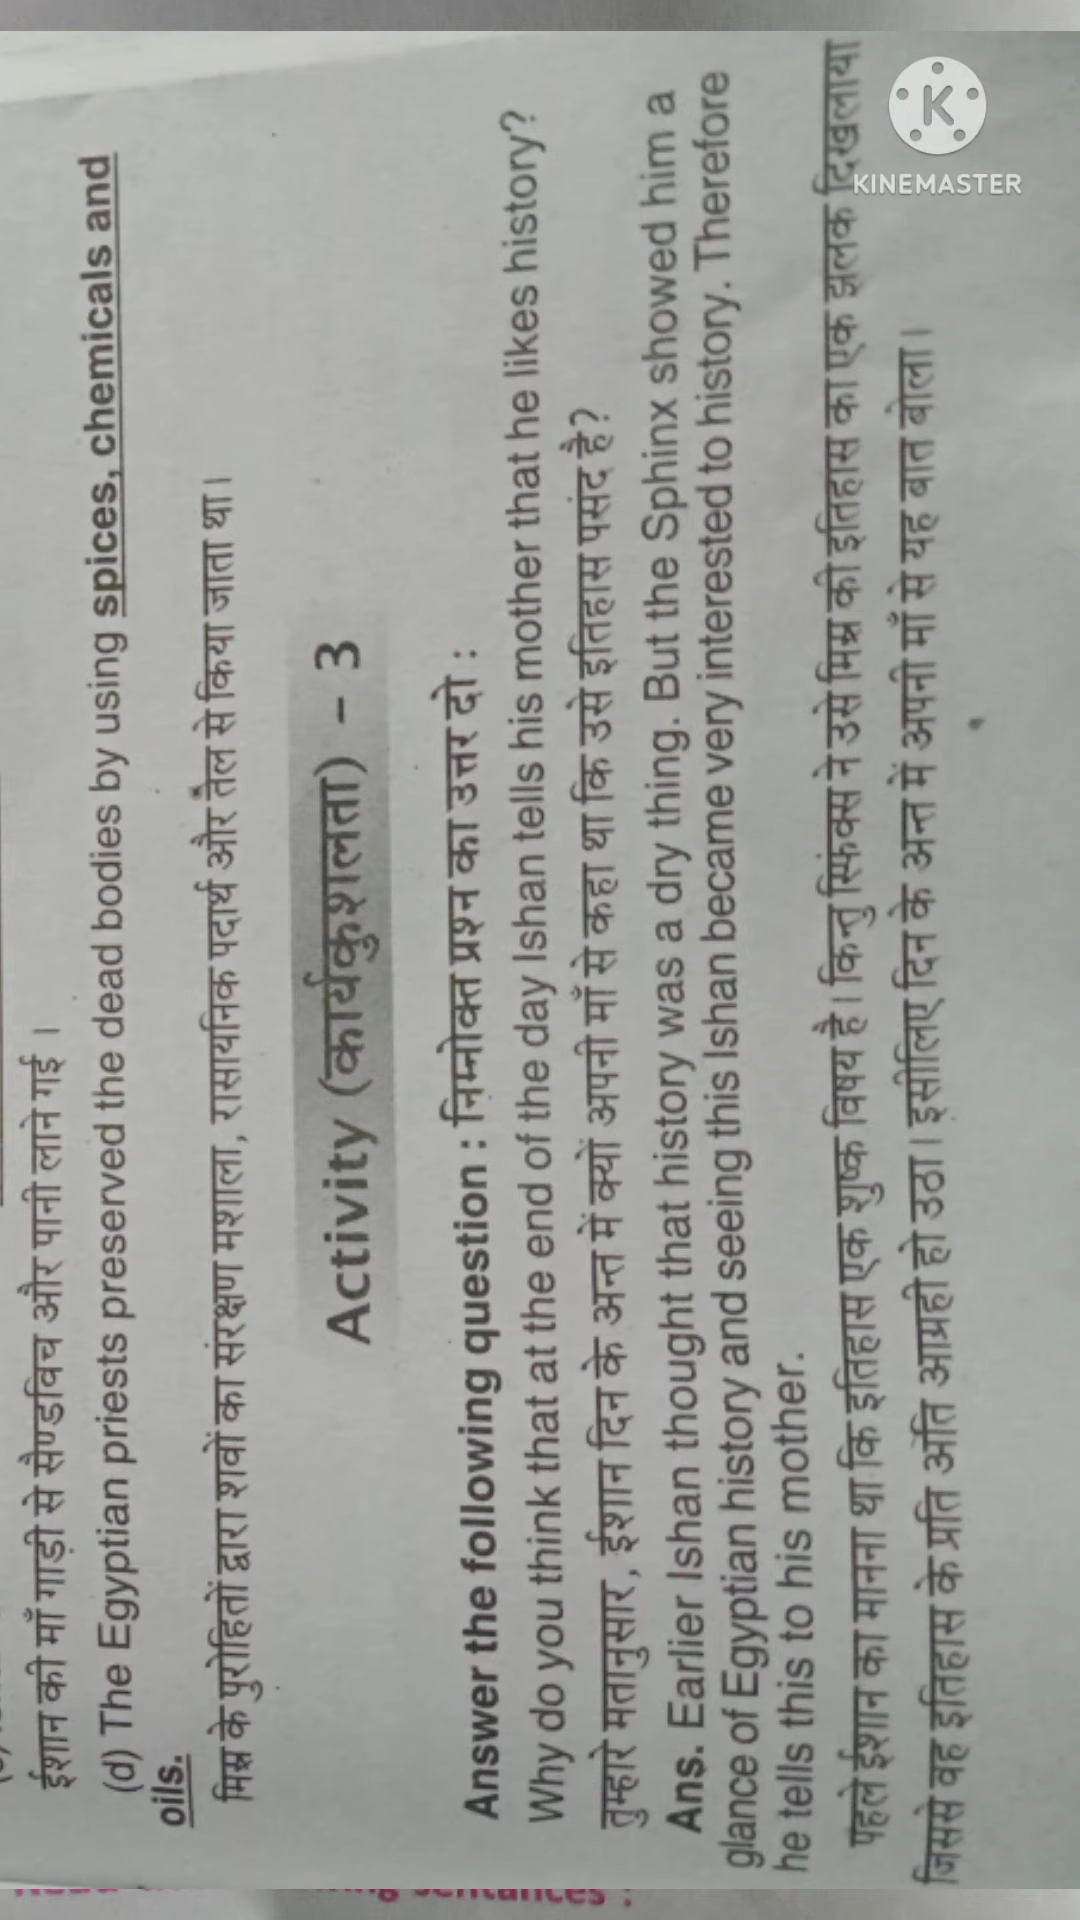 ईशान की माँ गाड़ी से सैण्डविच और पानी लाने गई ।
(d) The Egyptian priests preserved the dead bodies by using spices, chemicals and
oils.
मिस्र के पुरोहितों द्वारा शवों का संरक्षण मशाला, रासायनिक पदार्थ और तेल से किया जाता था।
Activity (कार्यकुशलता) – 3
Answer the following question : निम्नोक्त प्रश्न का उत्तर दो :
Why do you think that at the end of the day Ishan tells his mother that he likes history?
तुम्हारे मतानुसार, ईशान दिन के अन्त में क्यों अपनी माँ से कहा था कि उसे इतिहास पसंद है?
Ans. Earlier Ishan thought that history was a dry thing. But the Sphinx showed him a
glance of Egyptian history and seeing this Ishan became very interested to history. Therefore
he tells this to his mother.
पहले ईशान का मानना था कि इतिहास एक शुष्क विषय है। किन्तु स्फिंक्स ने उसे मिस्र की इतिहास का एक झलक दिखलाया
जिससे वह इतिहास के प्रति अति आग्रही हो उठा। इसीलिए दिन के अन्त में अपनी माँ से यह बात बोला।
KINEMASTER